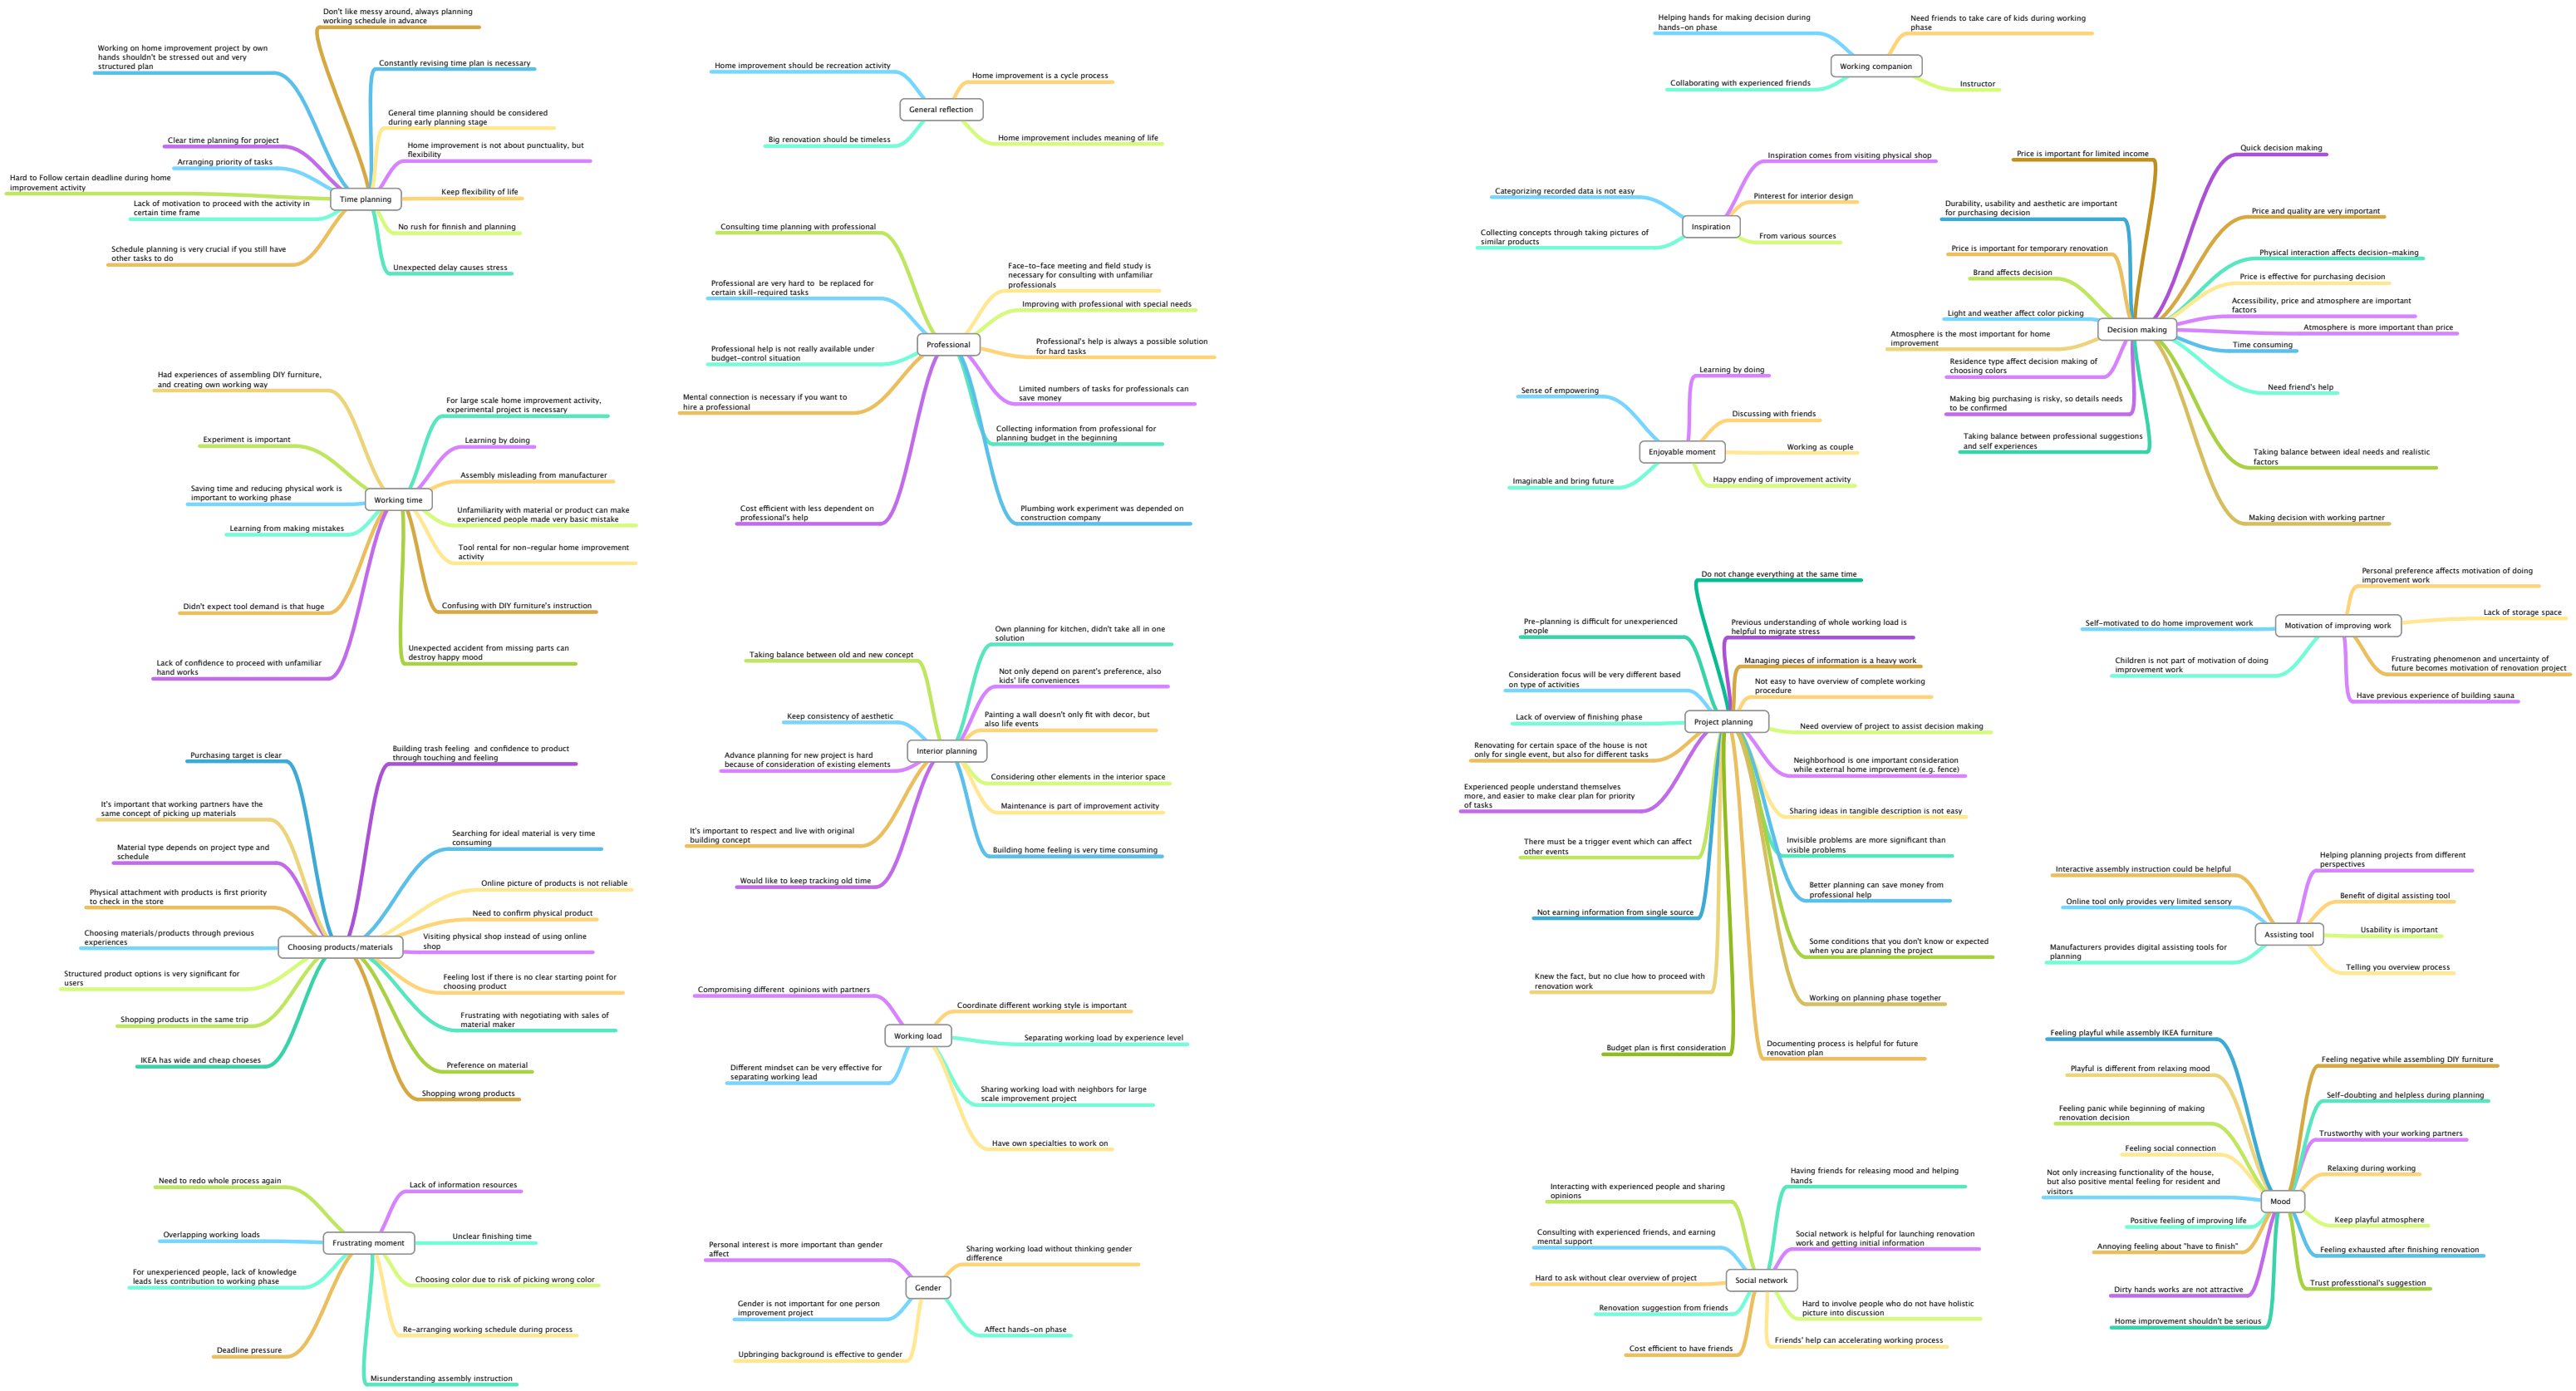 Don't like messy around, always planning
working schedule in advance
Working on home improvement project by own
hands shouldn't be stressed out and very
structured plan
Constantly revising time plan is necessary
General time planning should be considered
during early planning stage
Clear time planning for project
Home improvement is not about punctuality, but
flexibility
Arranging priority of tasks
Hard to Follow certain deadline during home
improvement activity
Keep flexibility of life
Time planning
Lack of motivation to proceed with the activity in
certain time frame
No rush for finnish and planning
Schedule planning is very crucial if you still have
other tasks to do
Unexpected delay causes stress
Had experiences of assembling DIY furniture,
and creating own working way
For large scale home improvement activity,
experimental project is necessary
Experiment is important
Learning by doing
Assembly misleading from manufacturer
Saving time and reducing physical work is
important to working phase
Working time
Unfamiliarity with material or product can make
experienced people made very basic mistake
Learning from making mistakes
Tool rental for non-regular home improvement
activity
Didn't expect tool demand is that huge
Confusing with DIY furniture's instruction
Unexpected accident from missing parts can
destroy happy mood
Lack of confidence to proceed with unfamiliar
hand works
Purchasing target is clear
Building trash feeling  and confidence to product
through touching and feeling
It's important that working partners have the
same concept of picking up materials
Searching for ideal material is very time
consuming
Material type depends on project type and
schedule
Online picture of products is not reliable
Physical attachment with products is first priority
to check in the store
Need to confirm physical product
Choosing materials/products through previous
experiences
Choosing products/materials
Visiting physical shop instead of using online
shop
Structured product options is very significant for
users
Feeling lost if there is no clear starting point for
choosing product
Shopping products in the same trip
Frustrating with negotiating with sales of
material maker
IKEA has wide and cheap choeses
Preference on material
Shopping wrong products
Need to redo whole process again
Lack of information resources
Overlapping working loads
Frustrating moment
Unclear finishing time
For unexperienced people, lack of knowledge
leads less contribution to working phase
Choosing color due to risk of picking wrong color
Re-arranging working schedule during process
Deadline pressure
Misunderstanding assembly instruction
Home improvement should be recreation activity
Home improvement is a cycle process
General reflection
Big renovation should be timeless
Home improvement includes meaning of life
Consulting time planning with professional
Face-to-face meeting and field study is
necessary for consulting with unfamiliar
professionals
Professional are very hard to  be replaced for
certain skill-required tasks
Improving with professional with special needs
Professional
Professional's help is always a possible solution
for hard tasks
Professional help is not really available under
budget-control situation
Limited numbers of tasks for professionals can
save money
Mental connection is necessary if you want to
hire a professional
Collecting information from professional for
planning budget in the beginning
Cost efficient with less dependent on
professional's help
Plumbing work experiment was depended on
construction company
Own planning for kitchen, didn't take all in one
solution
Taking balance between old and new concept
Not only depend on parent's preference, also
kids' life conveniences
Keep consistency of aesthetic
Painting a wall doesn't only fit with decor, but
also life events
Interior planning
Advance planning for new project is hard
because of consideration of existing elements
Considering other elements in the interior space
Maintenance is part of improvement activity
It's important to respect and live with original
building concept
Building home feeling is very time consuming
Would like to keep tracking old time
Compromising different  opinions with partners
Coordinate different working style is important
Working load
Separating working load by experience level
Different mindset can be very effective for
separating working lead
Sharing working load with neighbors for large
scale improvement project
Have own specialties to work on
Personal interest is more important than gender
affect
Sharing working load without thinking gender
difference
Gender
Gender is not important for one person
improvement project
Affect hands-on phase
Upbringing background is effective to gender
Helping hands for making decision during
hands-on phase
Need friends to take care of kids during working
phase
Working companion
Collaborating with experienced friends
Instructor
Inspiration comes from visiting physical shop
Categorizing recorded data is not easy
Pinterest for interior design
Inspiration
Collecting concepts through taking pictures of
similar products
From various sources
Learning by doing
Sense of empowering
Discussing with friends
Enjoyable moment
Working as couple
Imaginable and bring future
Happy ending of improvement activity
Price is important for limited income
Quick decision making
Durability, usability and aesthetic are important
for purchasing decision
Price and quality are very important
Price is important for temporary renovation
Physical interaction affects decision-making
Brand affects decision
Price is effective for purchasing decision
Light and weather affect color picking
Accessibility, price and atmosphere are important
factors
Decision making
Atmosphere is more important than price
Atmosphere is the most important for home
improvement
Time consuming
Residence type affect decision making of
choosing colors
Need friend's help
Making big purchasing is risky, so details needs
to be confirmed
Taking balance between professional suggestions
and self experiences
Taking balance between ideal needs and realistic
factors
Making decision with working partner
Do not change everything at the same time
Pre-planning is difficult for unexperienced
people
Previous understanding of whole working load is
helpful to migrate stress
Managing pieces of information is a heavy work
Consideration focus will be very different based
on type of activities
Not easy to have overview of complete working
procedure
Lack of overview of finishing phase
Project planning
Need overview of project to assist decision making
Renovating for certain space of the house is not
only for single event, but also for different tasks
Neighborhood is one important consideration
while external home improvement (e.g. fence)
Experienced people understand themselves
more, and easier to make clear plan for priority
of tasks
Sharing ideas in tangible description is not easy
There must be a trigger event which can affect
other events
Invisible problems are more significant than
visible problems
Better planning can save money from
professional help
Not earning information from single source
Some conditions that you don't know or expected
when you are planning the project
Knew the fact, but no clue how to proceed with
renovation work
Working on planning phase together
Budget plan is first consideration
Documenting process is helpful for future
renovation plan
Personal preference affects motivation of doing
improvement work
Lack of storage space
Self-motivated to do home improvement work
Motivation of improving work
Children is not part of motivation of doing
improvement work
Frustrating phenomenon and uncertainty of
future becomes motivation of renovation project
Have previous experience of building sauna
Helping planning projects from different
perspectives
Interactive assembly instruction could be helpful
Benefit of digital assisting tool
Online tool only provides very limited sensory
Assisting tool
Usability is important
Manufacturers provides digital assisting tools for
planning
Telling you overview process
Feeling playful while assembly IKEA furniture
Feeling negative while assembling DIY furniture
Playful is different from relaxing mood
Self-doubting and helpless during planning
Feeling panic while beginning of making
renovation decision
Trustworthy with your working partners
Feeling social connection
Relaxing during working
Not only increasing functionality of the house,
but also positive mental feeling for resident and
visitors
Mood
Positive feeling of improving life
Keep playful atmosphere
Annoying feeling about "have to finish"
Feeling exhausted after finishing renovation
Dirty hands works are not attractive
Trust professtional's suggestion
Home improvement shouldn't be serious
Having friends for releasing mood and helping
hands
Interacting with experienced people and sharing
opinions
Consulting with experienced friends, and earning
mental support
Social network is helpful for launching renovation
work and getting initial information
Hard to ask without clear overview of project
Social network
Renovation suggestion from friends
Hard to involve people who do not have holistic
picture into discussion
Cost efficient to have friends
Friends' help can accelerating working process